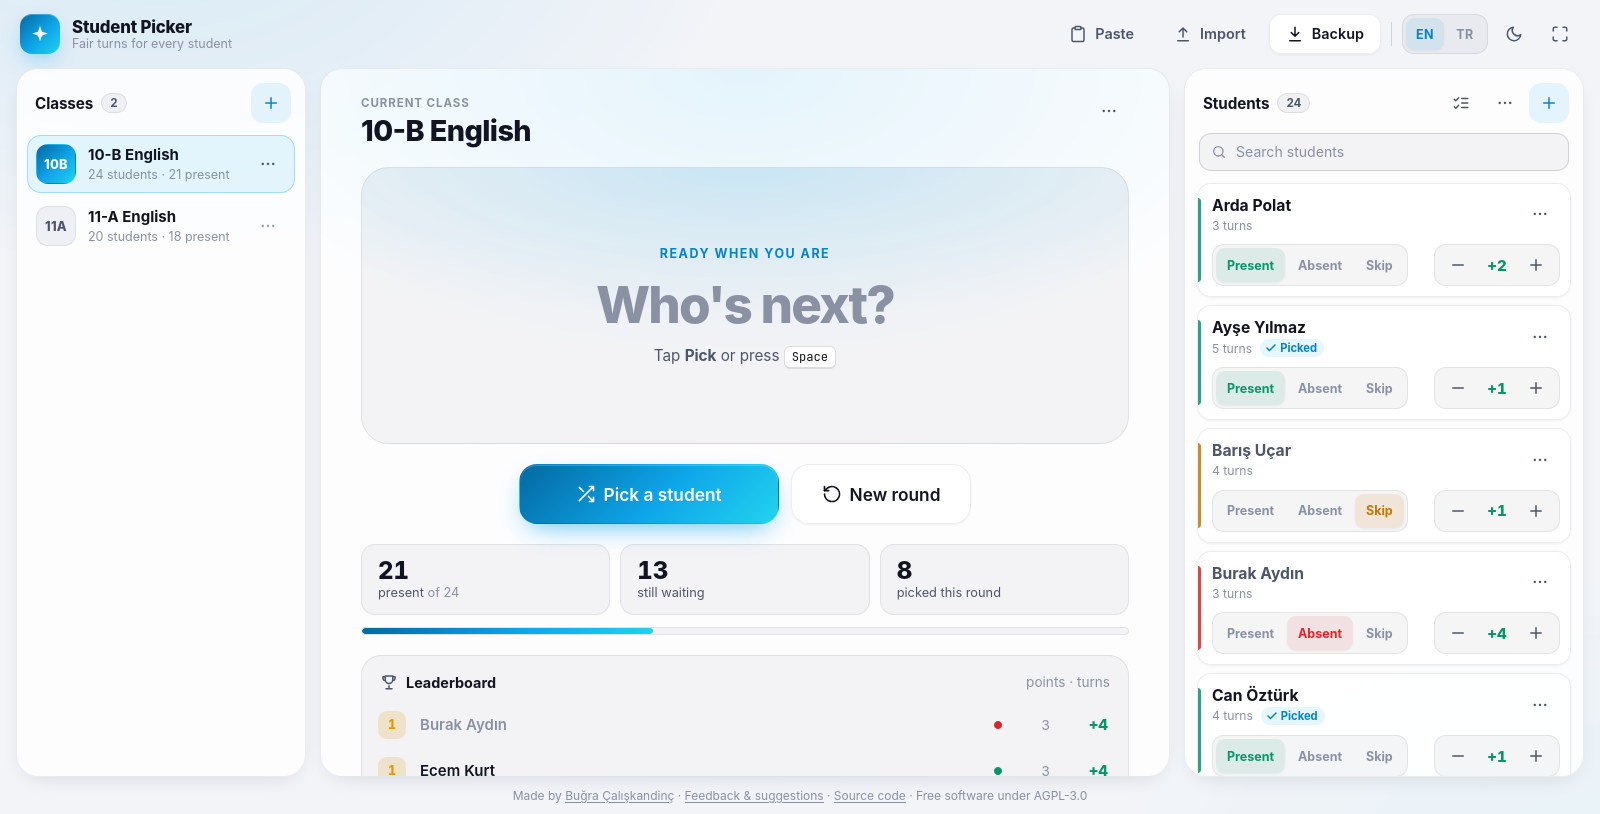 Student Picker
Fair turns for every student
Paste
Import
Backup
EN TR
Classes 2
10B
10-B English
24 students · 21 present
11A
11-A English
20 students · 18 present
CURRENT CLASS
10-B English
READY WHEN YOU ARE
Who's next?
Tap Pick or press Space
Pick a student
New round
21
present of 24
13
still waiting
8
picked this round
Leaderboard
points · turns
1 Burak Aydın 3 +4
1 Ecem Kurt 3 +4
Students 24
Search students
Arda Polat
3 turns
Present Absent Skip +2
Ayşe Yılmaz
5 turns Picked
Present Absent Skip +1
Barış Uçar
4 turns
Present Absent Skip +1
Burak Aydın
3 turns
Present Absent Skip +4
Can Öztürk
4 turns Picked
Present Absent Skip +1
Made by Buğra Çalışkandinç · Feedback & suggestions · Source code · Free software under AGPL-3.0